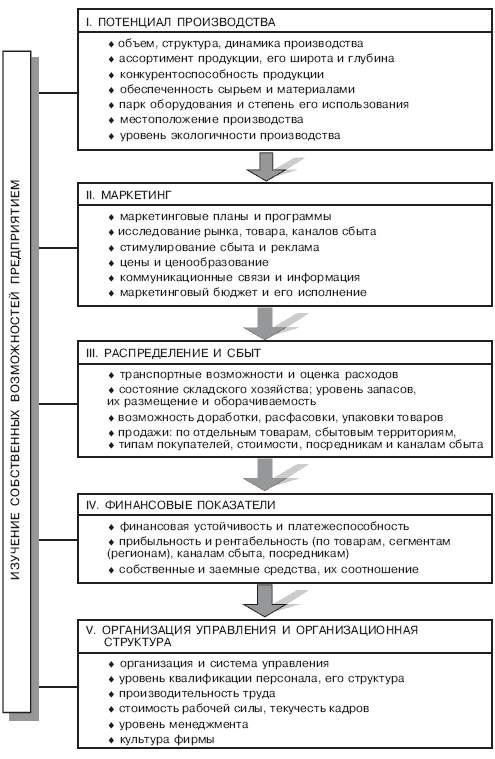 ИЗУЧЕНИЕ СОБСТВЕННЫХ ВОЗМОЖНОСТЕЙ ПРЕДПРИЯТИЕМ
I. ПОТЕНЦИАЛ ПРОИЗВОДСТВА
♦ объем, структура, динамика производства
♦ ассортимент продукции, его широта и глубина
♦ конкурентоспособность продукции
♦ обеспеченность сырьем и материалами
♦ парк оборудования и степень его использования
♦ местоположение производства
♦ уровень экологичности производства
II. МАРКЕТИНГ
♦ маркетинговые планы и программы
♦ исследование рынка, товара, каналов сбыта
♦ стимулирование сбыта и реклама
♦ цены и ценообразование
♦ коммуникационные связи и информация
♦ маркетинговый бюджет и его исполнение
III. РАСПРЕДЕЛЕНИЕ И СБЫТ
♦ транспортные возможности и оценка расходов
♦ состояние складского хозяйства; уровень запасов,
их размещение и оборачиваемость
♦ возможность доработки, расфасовки, упаковки товаров
♦ продажи: по отдельным товарам, сбытовым территориям,
♦ типам покупателей, стоимости, посредникам и каналам сбыта
IV. ФИНАНСОВЫЕ ПОКАЗАТЕЛИ
♦ финансовая устойчивость и платежеспособность
♦ прибыльность и рентабельность (по товарам, сегментам
(регионам), каналам сбыта, посредникам)
♦ собственные и заемные средства, их соотношение
V. ОРГАНИЗАЦИЯ УПРАВЛЕНИЯ И ОРГАНИЗАЦИОННАЯ
СТРУКТУРА
♦ организация и система управления
♦ уровень квалификации персонала, его структура
♦ производительность труда
♦ стоимость рабочей силы, текучесть кадров
♦ уровень менеджмента
♦ культура фирмы